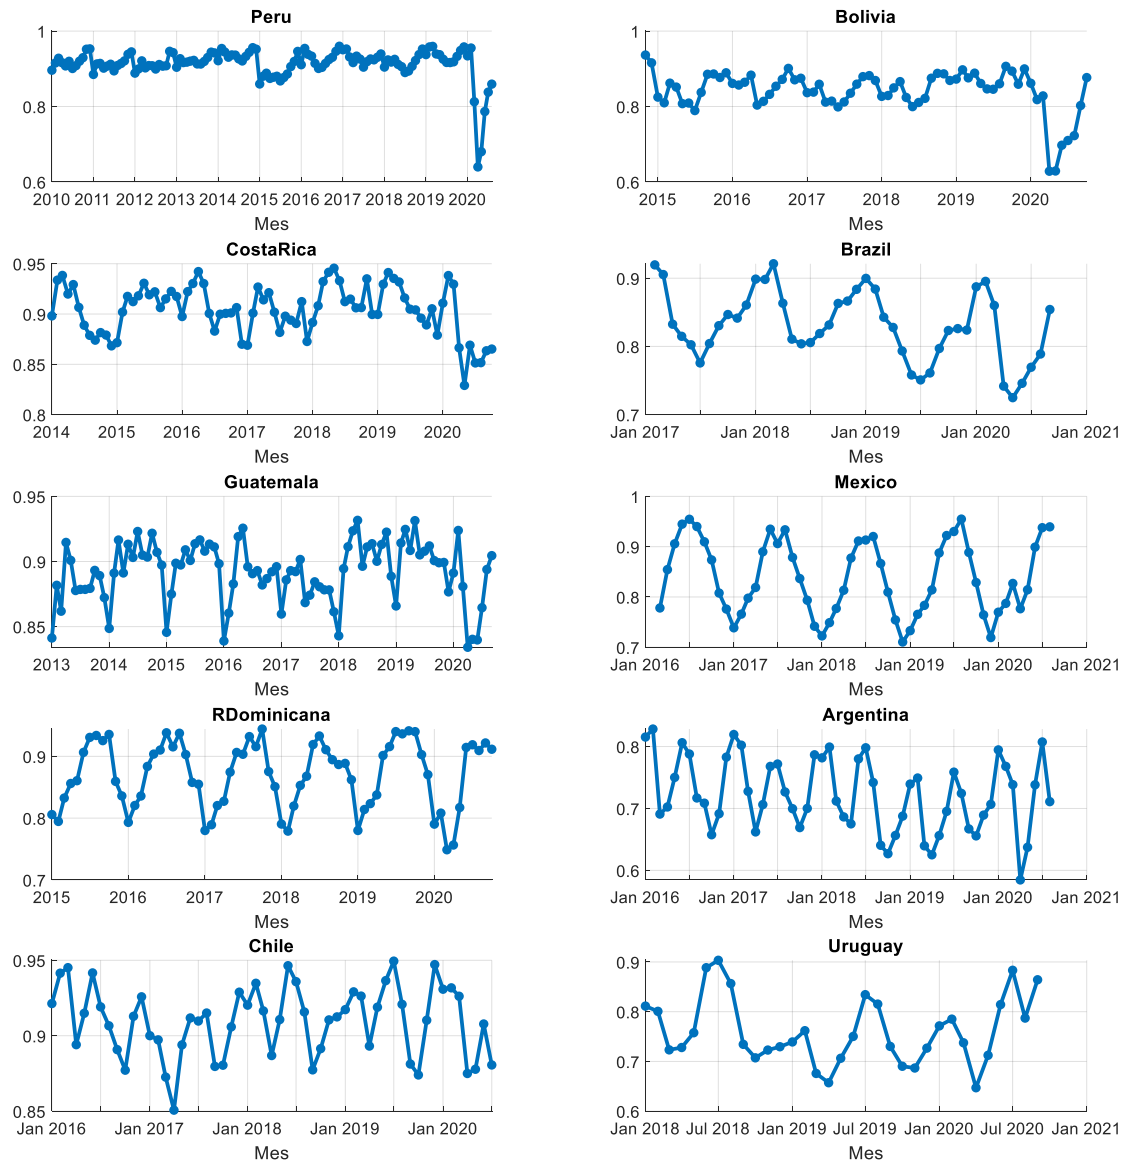 Peru
1
0.8
0.6
2010 2011 2012 2013 2014 2015 2016 2017 2018 2019 2020
Mes
Bolivia
1
0.8
0.6
2015 2016 2017 2018 2019 2020
Mes
CostaRica
0.95
0.9
0.85
0.8
2014 2015 2016 2017 2018 2019 2020
Mes
Brazil
0.9
0.8
0.7
Jan 2017 Jan 2018 Jan 2019 Jan 2020 Jan 2021
Mes
Guatemala
0.95
0.9
0.85
2013 2014 2015 2016 2017 2018 2019 2020
Mes
Mexico
1
0.9
0.8
0.7
Jan 2016 Jan 2017 Jan 2018 Jan 2019 Jan 2020 Jan 2021
Mes
RDominicana
0.9
0.8
0.7
2015 2016 2017 2018 2019 2020
Mes
Argentina
0.8
0.7
0.6
Jan 2016 Jan 2017 Jan 2018 Jan 2019 Jan 2020 Jan 2021
Mes
Chile
0.95
0.9
0.85
Jan 2016 Jan 2017 Jan 2018 Jan 2019 Jan 2020
Mes
Uruguay
0.9
0.8
0.7
0.6
Jan 2018 Jul 2018 Jan 2019 Jul 2019 Jan 2020 Jul 2020 Jan 2021
Mes